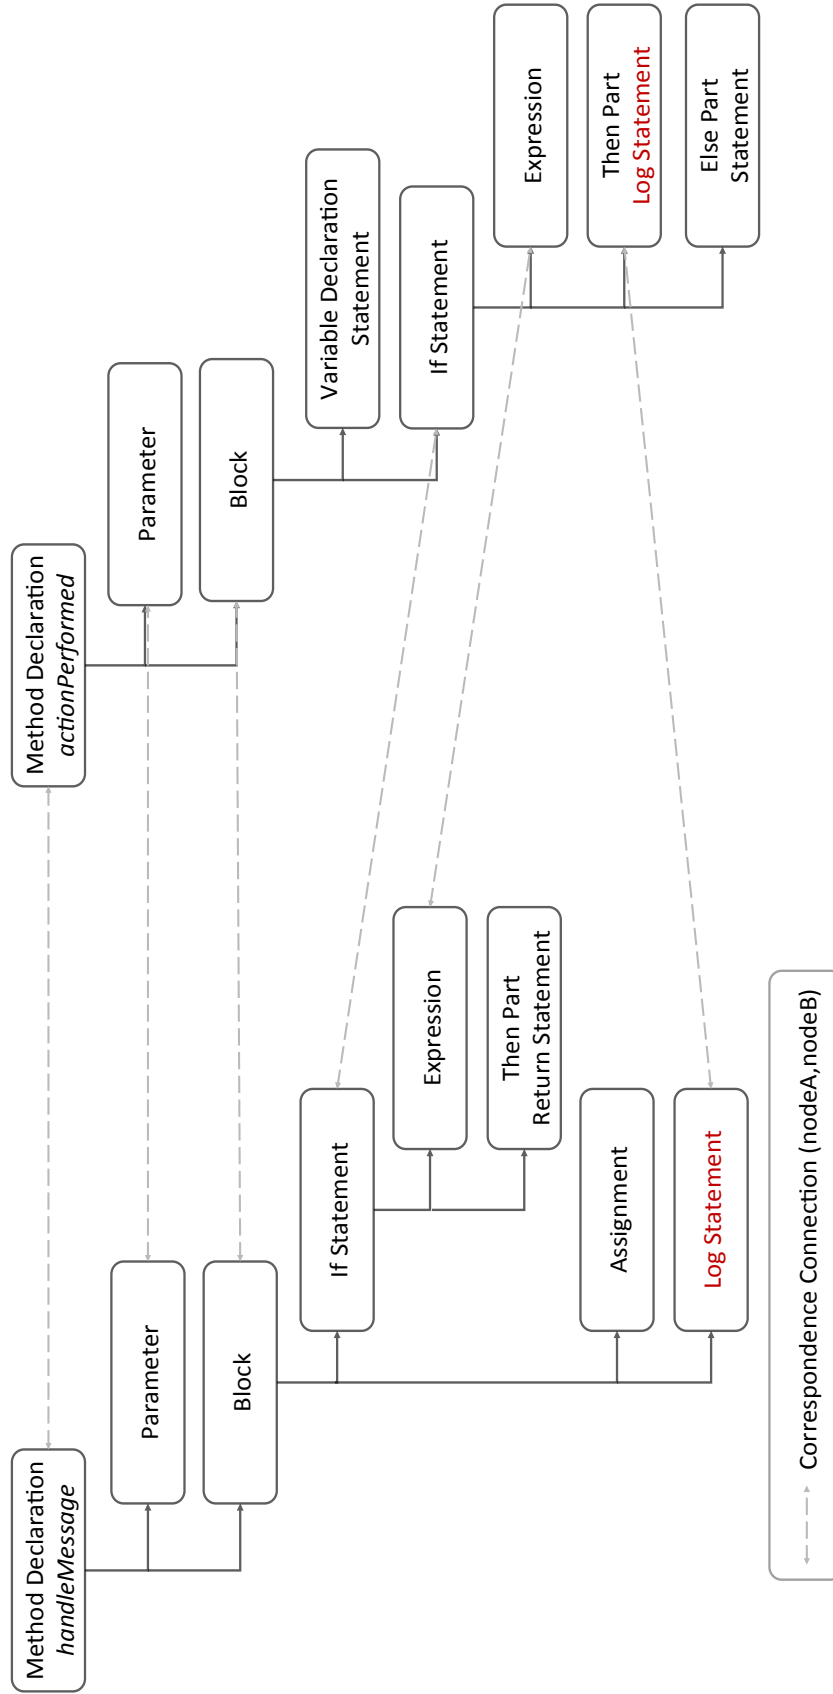 Method Declaration
handleMessage
Parameter
Block
If Statement
Expression
Then Part
Return Statement
Assignment
Log Statement
Method Declaration
actionPerformed
Parameter
Block
Variable Declaration
Statement
If Statement
Expression
Then Part
Log Statement
Else Part
Statement
Correspondence Connection (nodeA,nodeB)